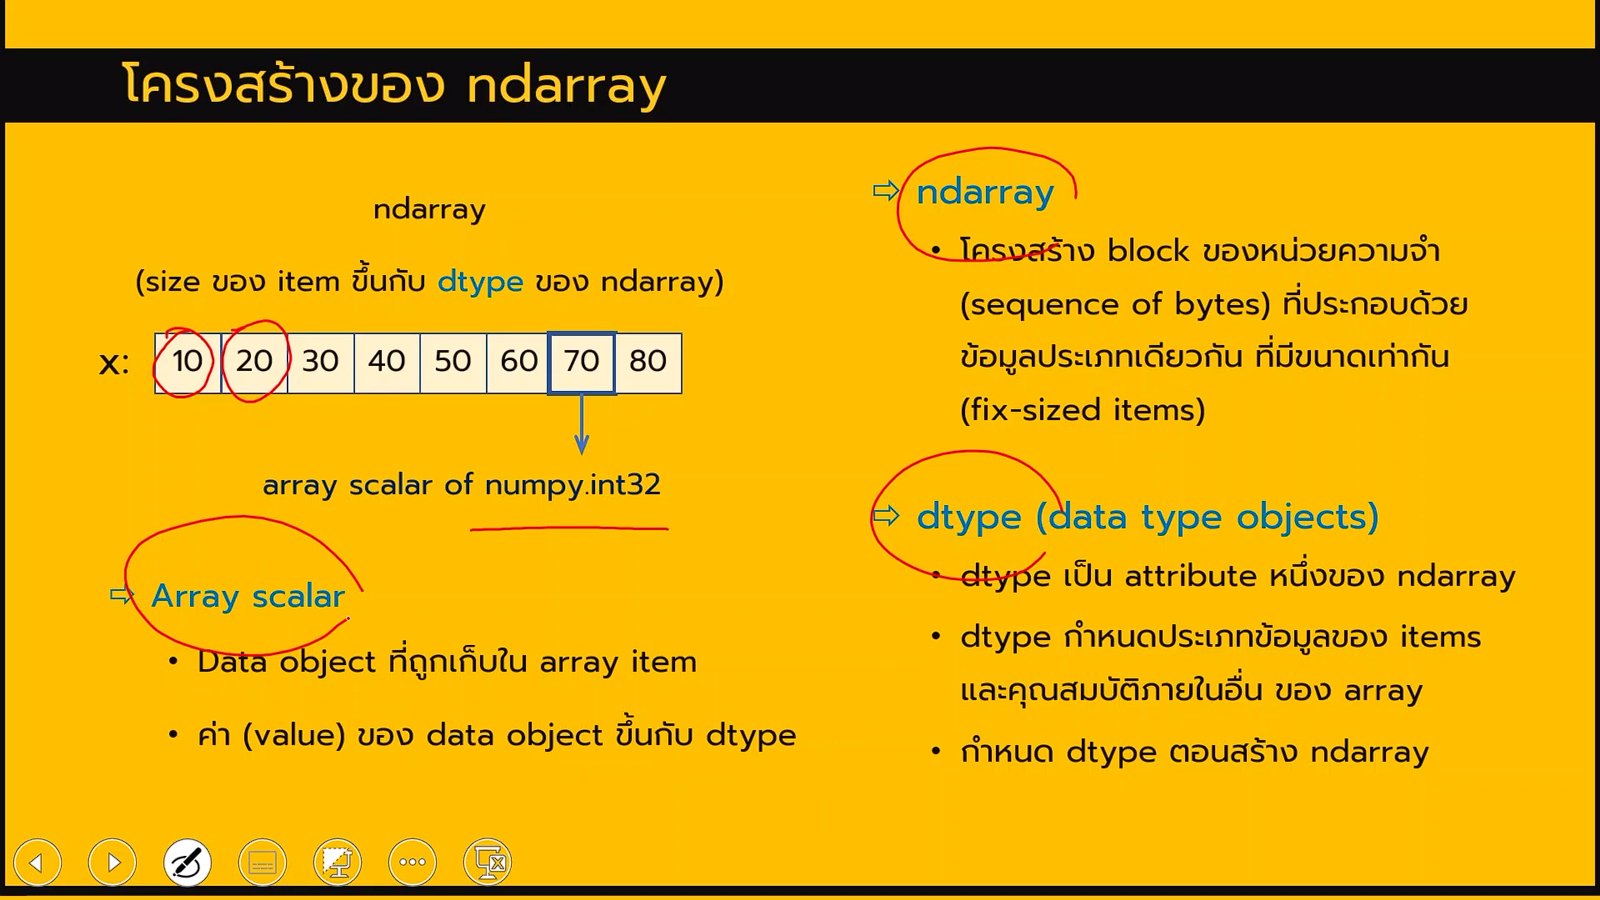 โครงสร้างของ ndarray
ndarray
(size ของ item ขึ้นกับ dtype ของ ndarray)
x: 10 20 30 40 50 60 70 80
array scalar of numpy.int32
⇨ Array scalar
• Data object ที่ถูกเก็บใน array item
• ค่า (value) ของ data object ขึ้นกับ dtype
⇨ ndarray
• โครงสร้าง block ของหน่วยความจำ
(sequence of bytes) ที่ประกอบด้วย
ข้อมูลประเภทเดียวกัน ที่มีขนาดเท่ากัน
(fix-sized items)
⇨ dtype (data type objects)
• dtype เป็น attribute หนึ่งของ ndarray
• dtype กำหนดประเภทข้อมูลของ items
และคุณสมบัติภายในอื่น ของ array
• กำหนด dtype ตอนสร้าง ndarray